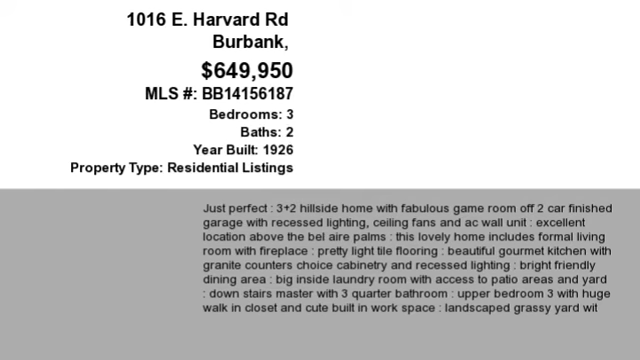 1016 E. Harvard Rd
Burbank,
$649,950
MLS #: BB14156187
Bedrooms: 3
Baths: 2
Year Built: 1926
Property Type: Residential Listings
Just perfect : 3+2 hillside home with fabulous game room off 2 car finished
garage with recessed lighting, ceiling fans and ac wall unit : excellent
location above the bel aire palms : this lovely home includes formal living
room with fireplace : pretty light tile flooring : beautiful gourmet kitchen with
granite counters choice cabinetry and recessed lighting : bright friendly
dining area : big inside laundry room with access to patio areas and yard
: down stairs master with 3 quarter bathroom : upper bedroom 3 with huge
walk in closet and cute built in work space : landscaped grassy yard wit